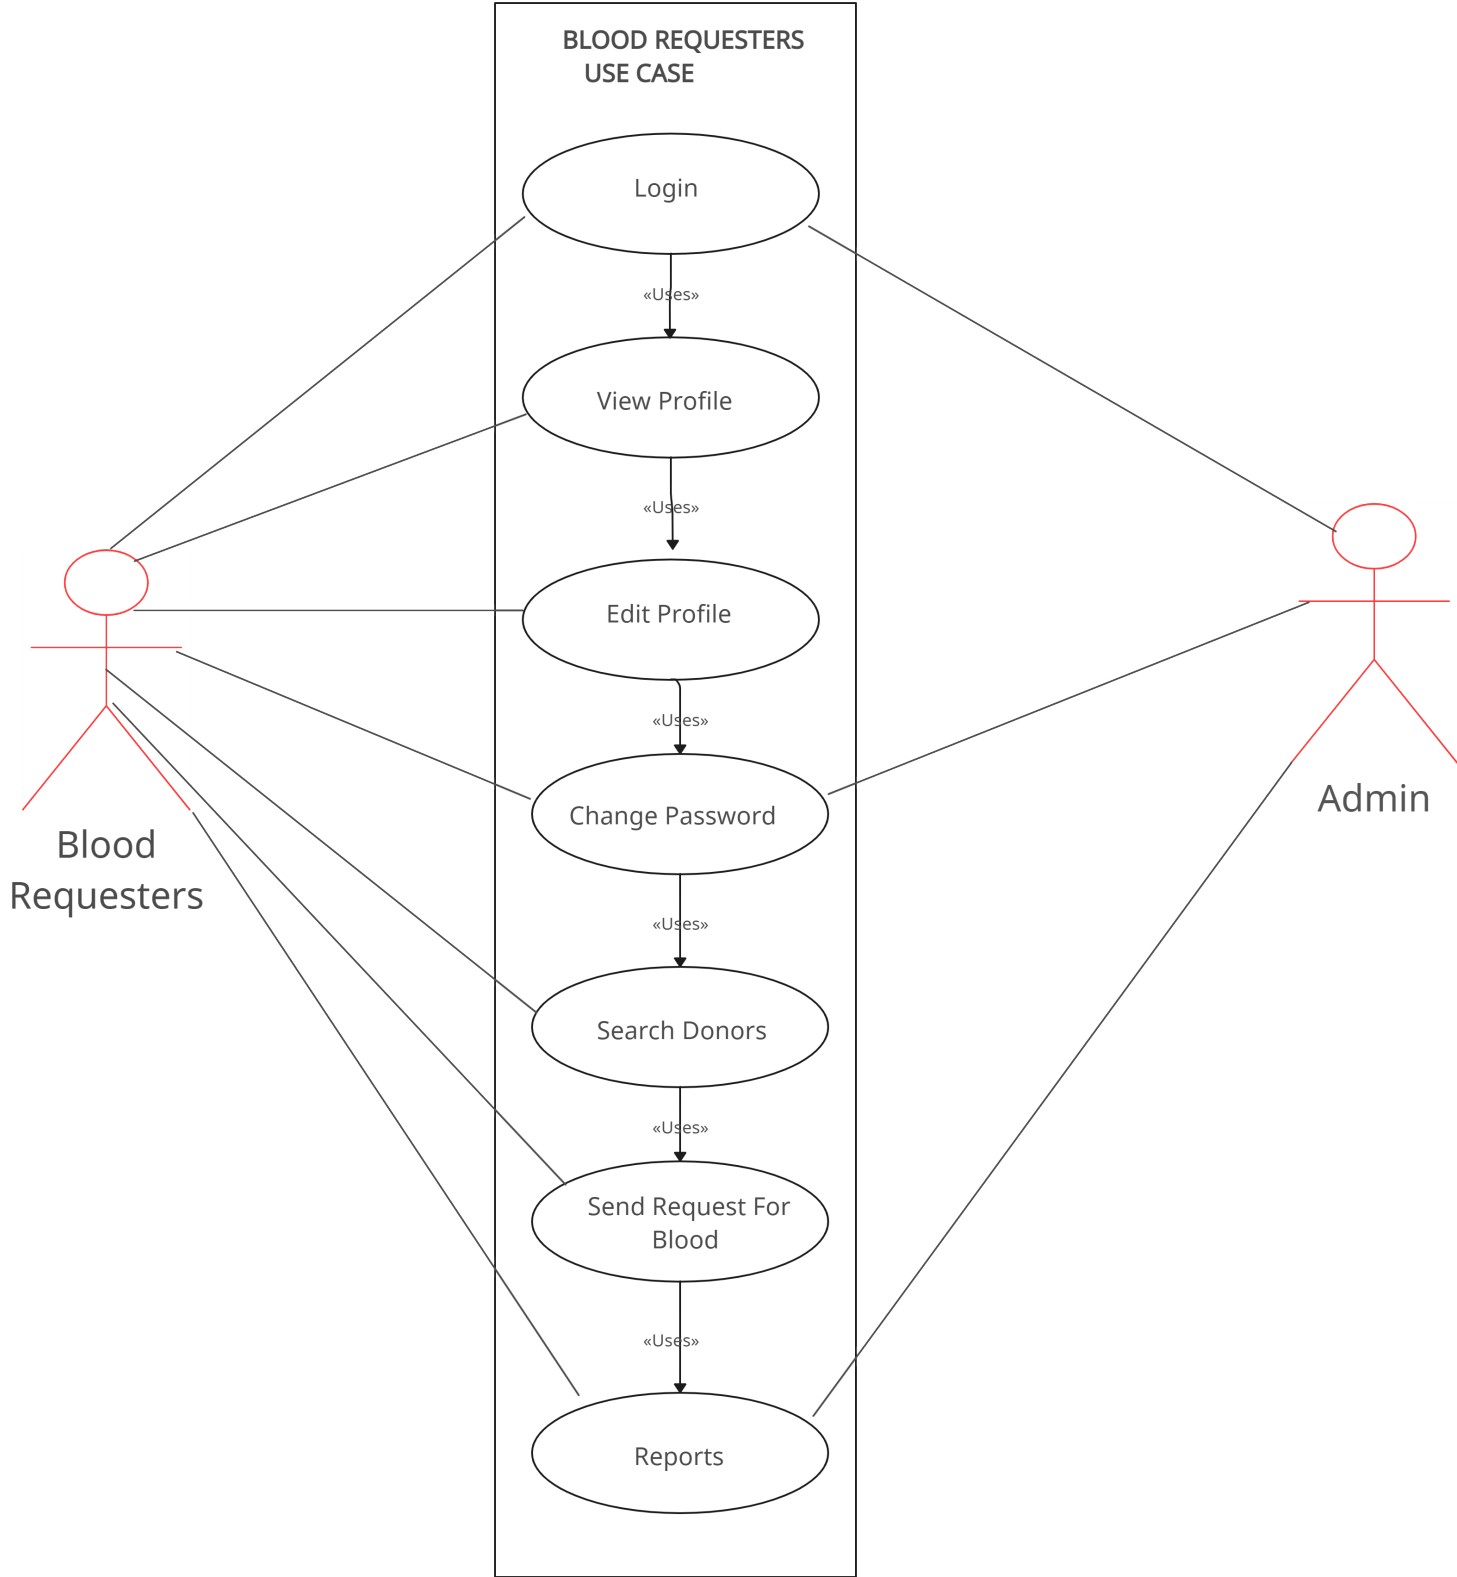 BLOOD REQUESTERS
USE CASE
Login
«Uses»
View Profile
«Uses»
Edit Profile
«Uses»
Change Password
«Uses»
Search Donors
«Uses»
Send Request For
Blood
«Uses»
Reports
Blood
Requesters
Admin